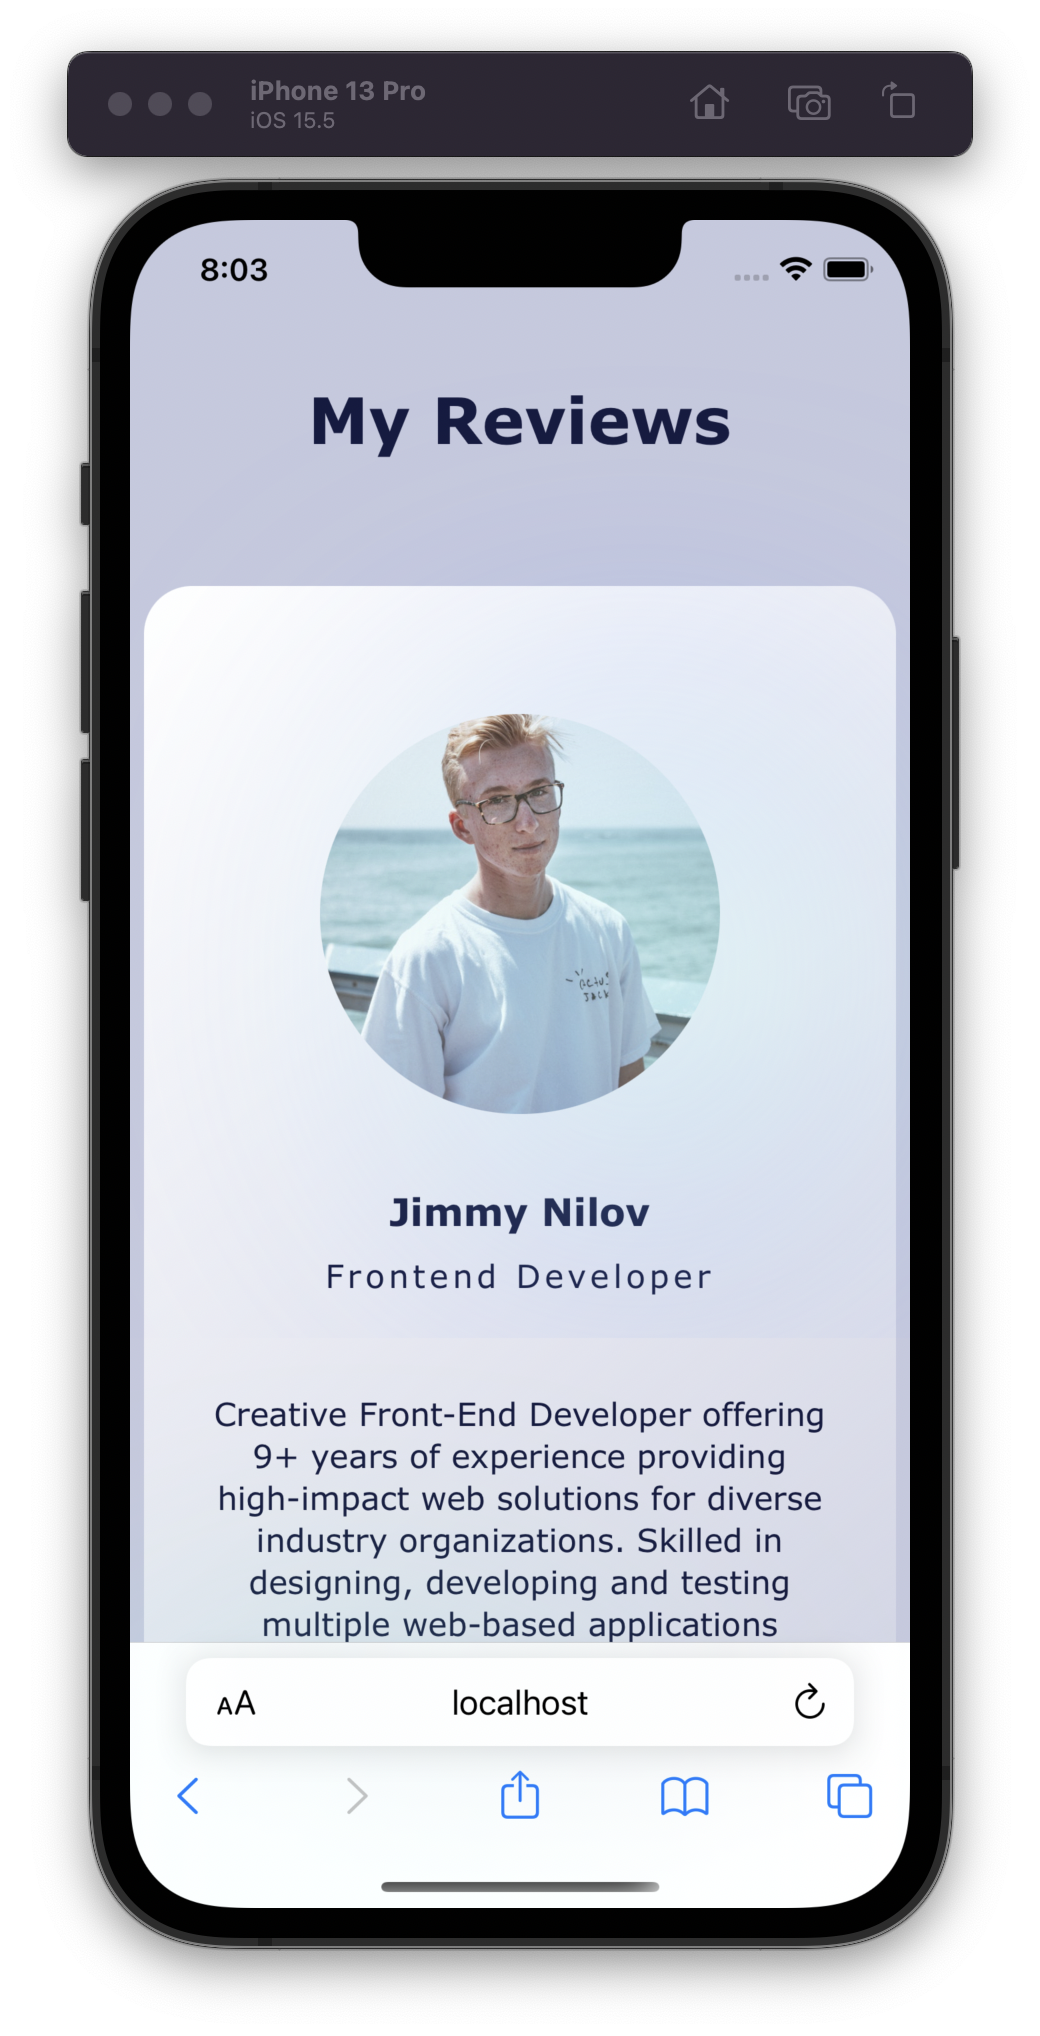 iPhone 13 Pro
iOS 15.5
8:03
My Reviews
Jimmy Nilov
Frontend Developer
Creative Front-End Developer offering
9+ years of experience providing
high-impact web solutions for diverse
industry organizations. Skilled in
designing, developing and testing
multiple web-based applications
AA
localhost